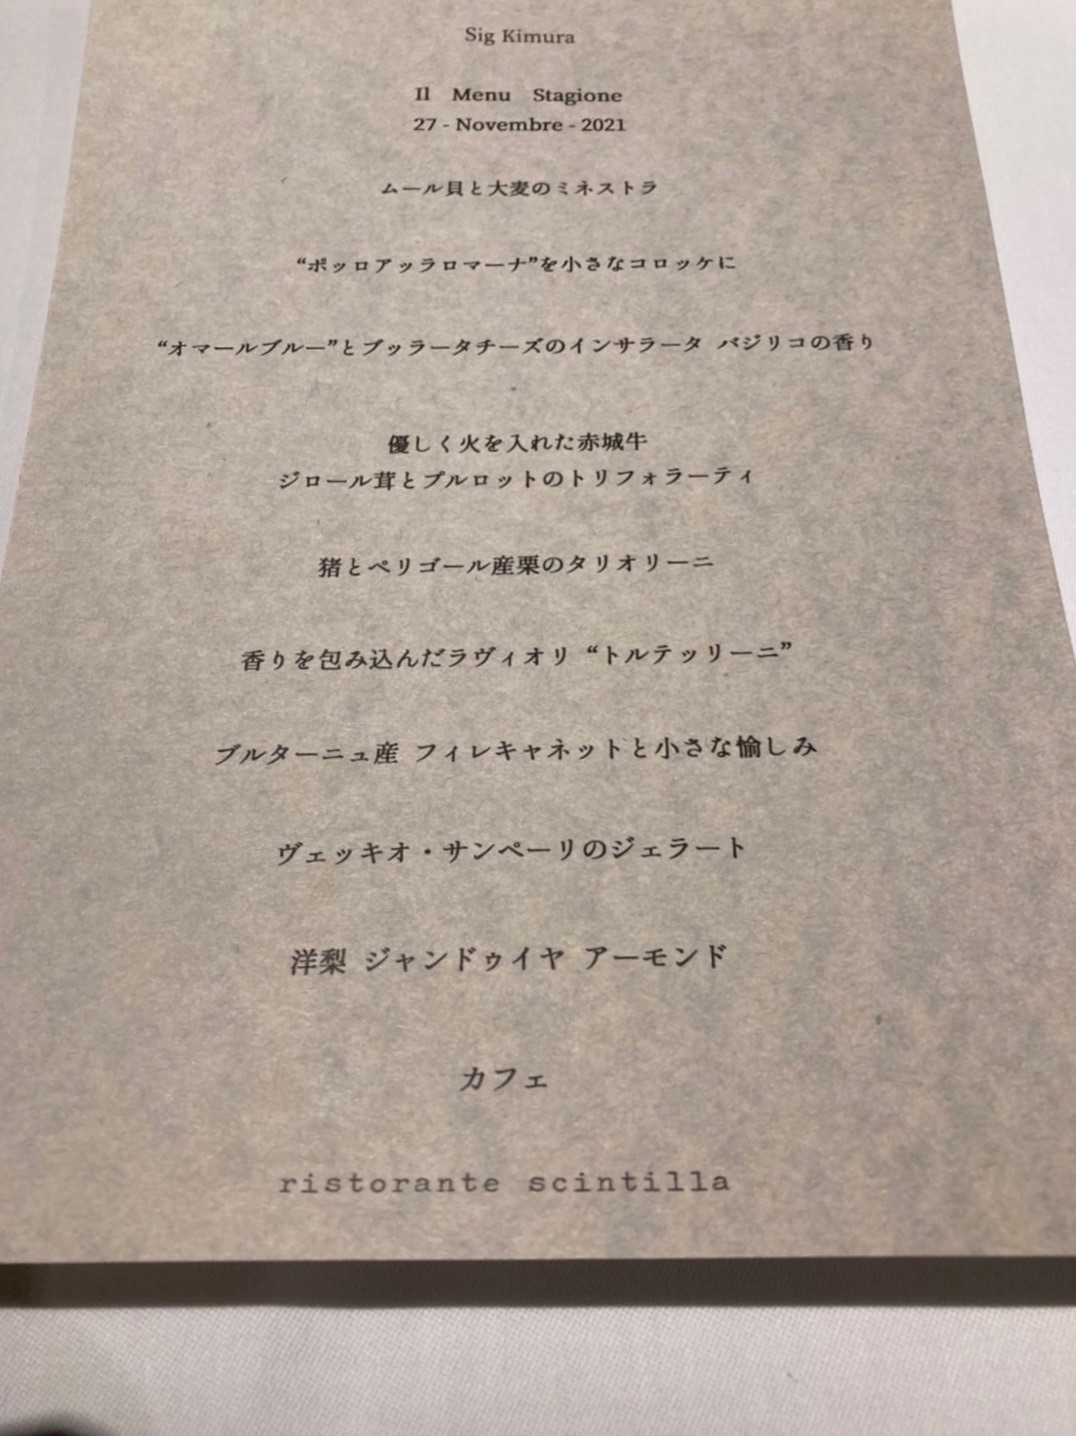 Sig Kimura
Il Menu Stagione
27 - Novembre - 2021
ムール貝と大麦のミネストラ
“ポッロアッラロマーナ”を小さなコロッケに
“オマールブルー”とブッラータチーズのインサラータ バジリコの香り
優しく火を入れた赤城牛
ジロール茸とプルロットのトリフォラーティ
猪とペリゴール産栗のタリオリーニ
香りを包み込んだラヴィオリ “トルテッリーニ”
ブルターニュ産 フィレキャネットと小さな愉しみ
ヴェッキオ・サンペーリのジェラート
洋梨 ジャンドゥイヤ アーモンド
カフェ
ristorante scintilla